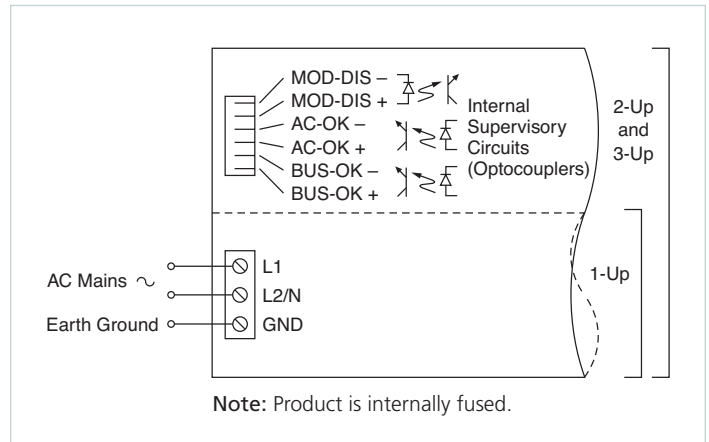 MOD-DIS –
MOD-DIS +
AC-OK –
AC-OK +
BUS-OK –
BUS-OK +
Internal
Supervisory
Circuits
(Optocouplers)
2-Up
and
3-Up
1-Up
AC Mains
L1
L2/N
Earth Ground
GND
Note: Product is internally fused.